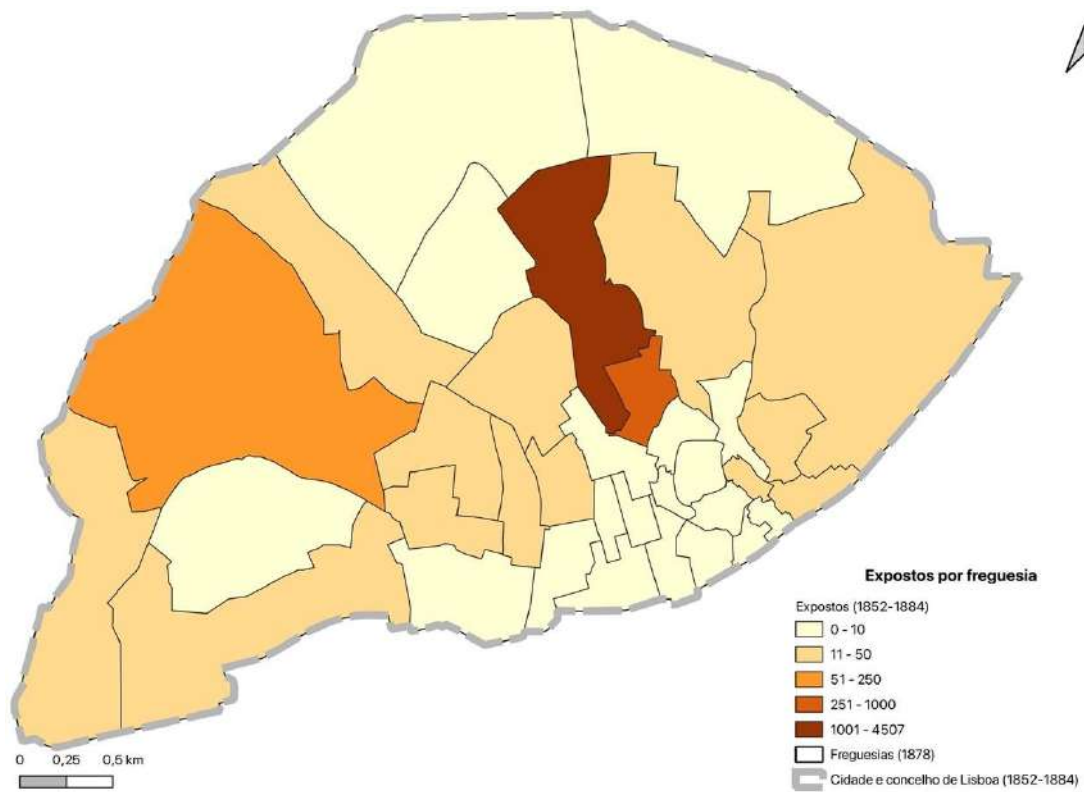 Expostos por freguesia
Expostos (1852-1884)
0 - 10
11 - 50
51 - 250
251 - 1000
1001 - 4507
Freguesias (1878)
Cidade e concelho de Lisboa (1852-1884)
0 0,25 0,5 km